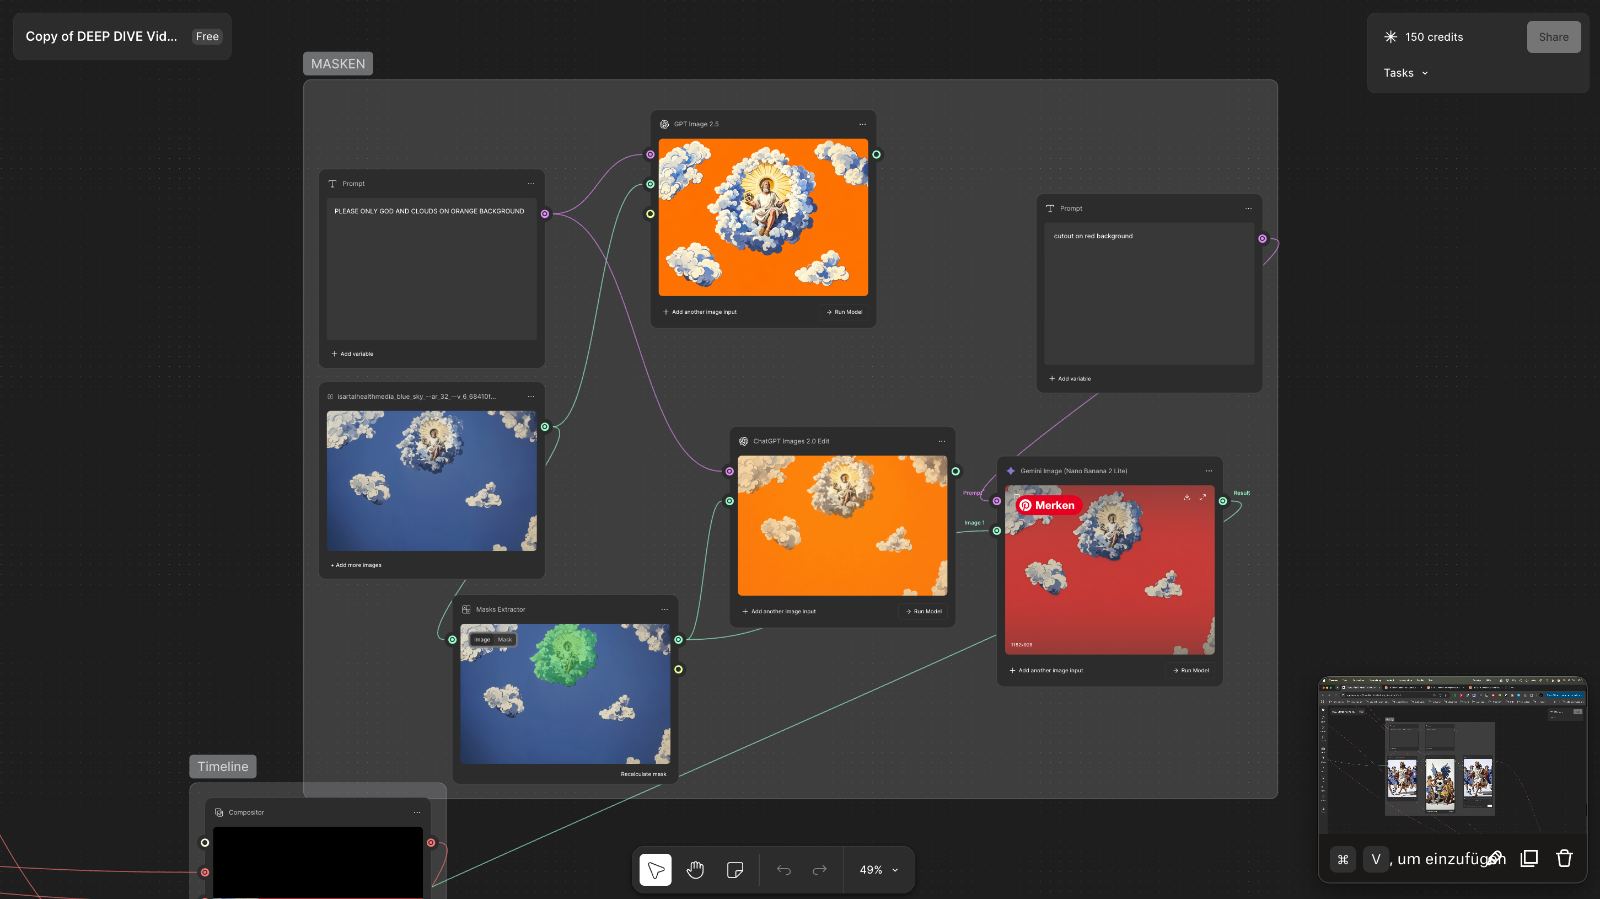 Copy of DEEP DIVE Vid...
Free
150 credits
Share
Tasks
MASKEN
GPT Image 2.5
Add another image input
Run Model
Prompt
PLEASE ONLY GOD AND CLOUDS ON ORANGE BACKGROUND
Add variable
Prompt
cutout on red background
Add variable
+ Add more images
ChatGPT Images 2.0 Edit
Add another image input
Run Model
Gemini Image (Nano Banana 2 Lite)
Prompt
Merken
Result
Image 1
Add another image input
Run Model
Masks Extractor
Image
Mask
Recalculate mask
Timeline
Compositor
49%
⌘ V , um einzufügen